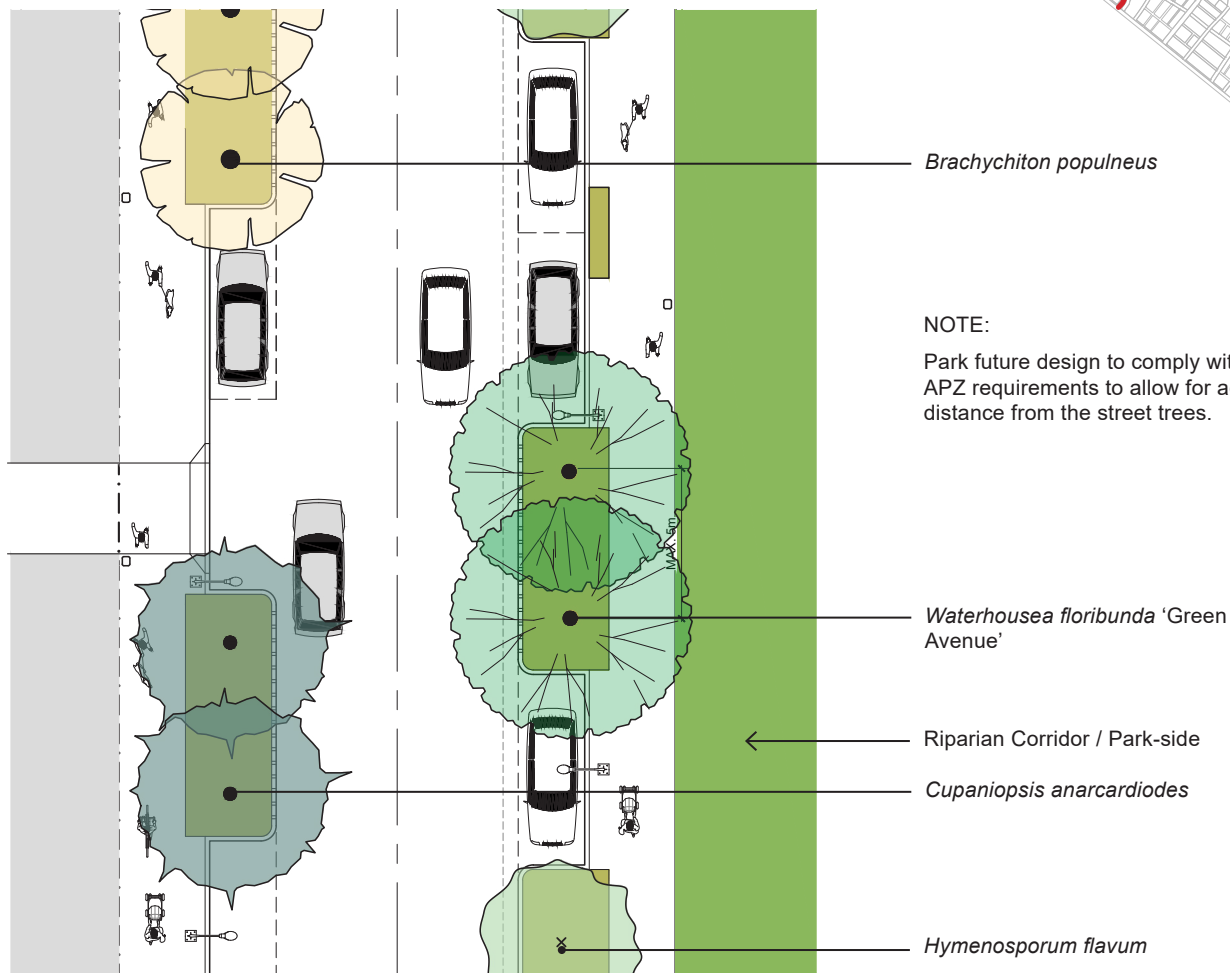 Brachychiton populneus
NOTE:
Park future design to comply wit
APZ requirements to allow for a
distance from the street trees.
MAX. 5m
Waterhousea floribunda ‘Green
Avenue’
Riparian Corridor / Park-side
Cupaniopsis anarcardiodes
Hymenosporum flavum